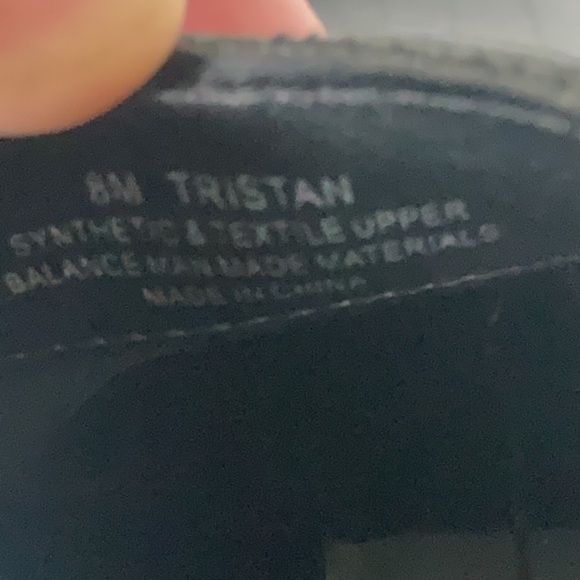 8M TRISTAN
SYNTHETIC & TEXTILE UPPER
BALANCE MAN MADE MATERIALS
MADE IN CHINA